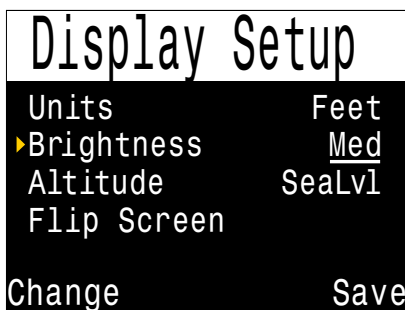 Display Setup
Units Feet
Brightness Med
Altitude SeaLvl
Flip Screen
Change Save